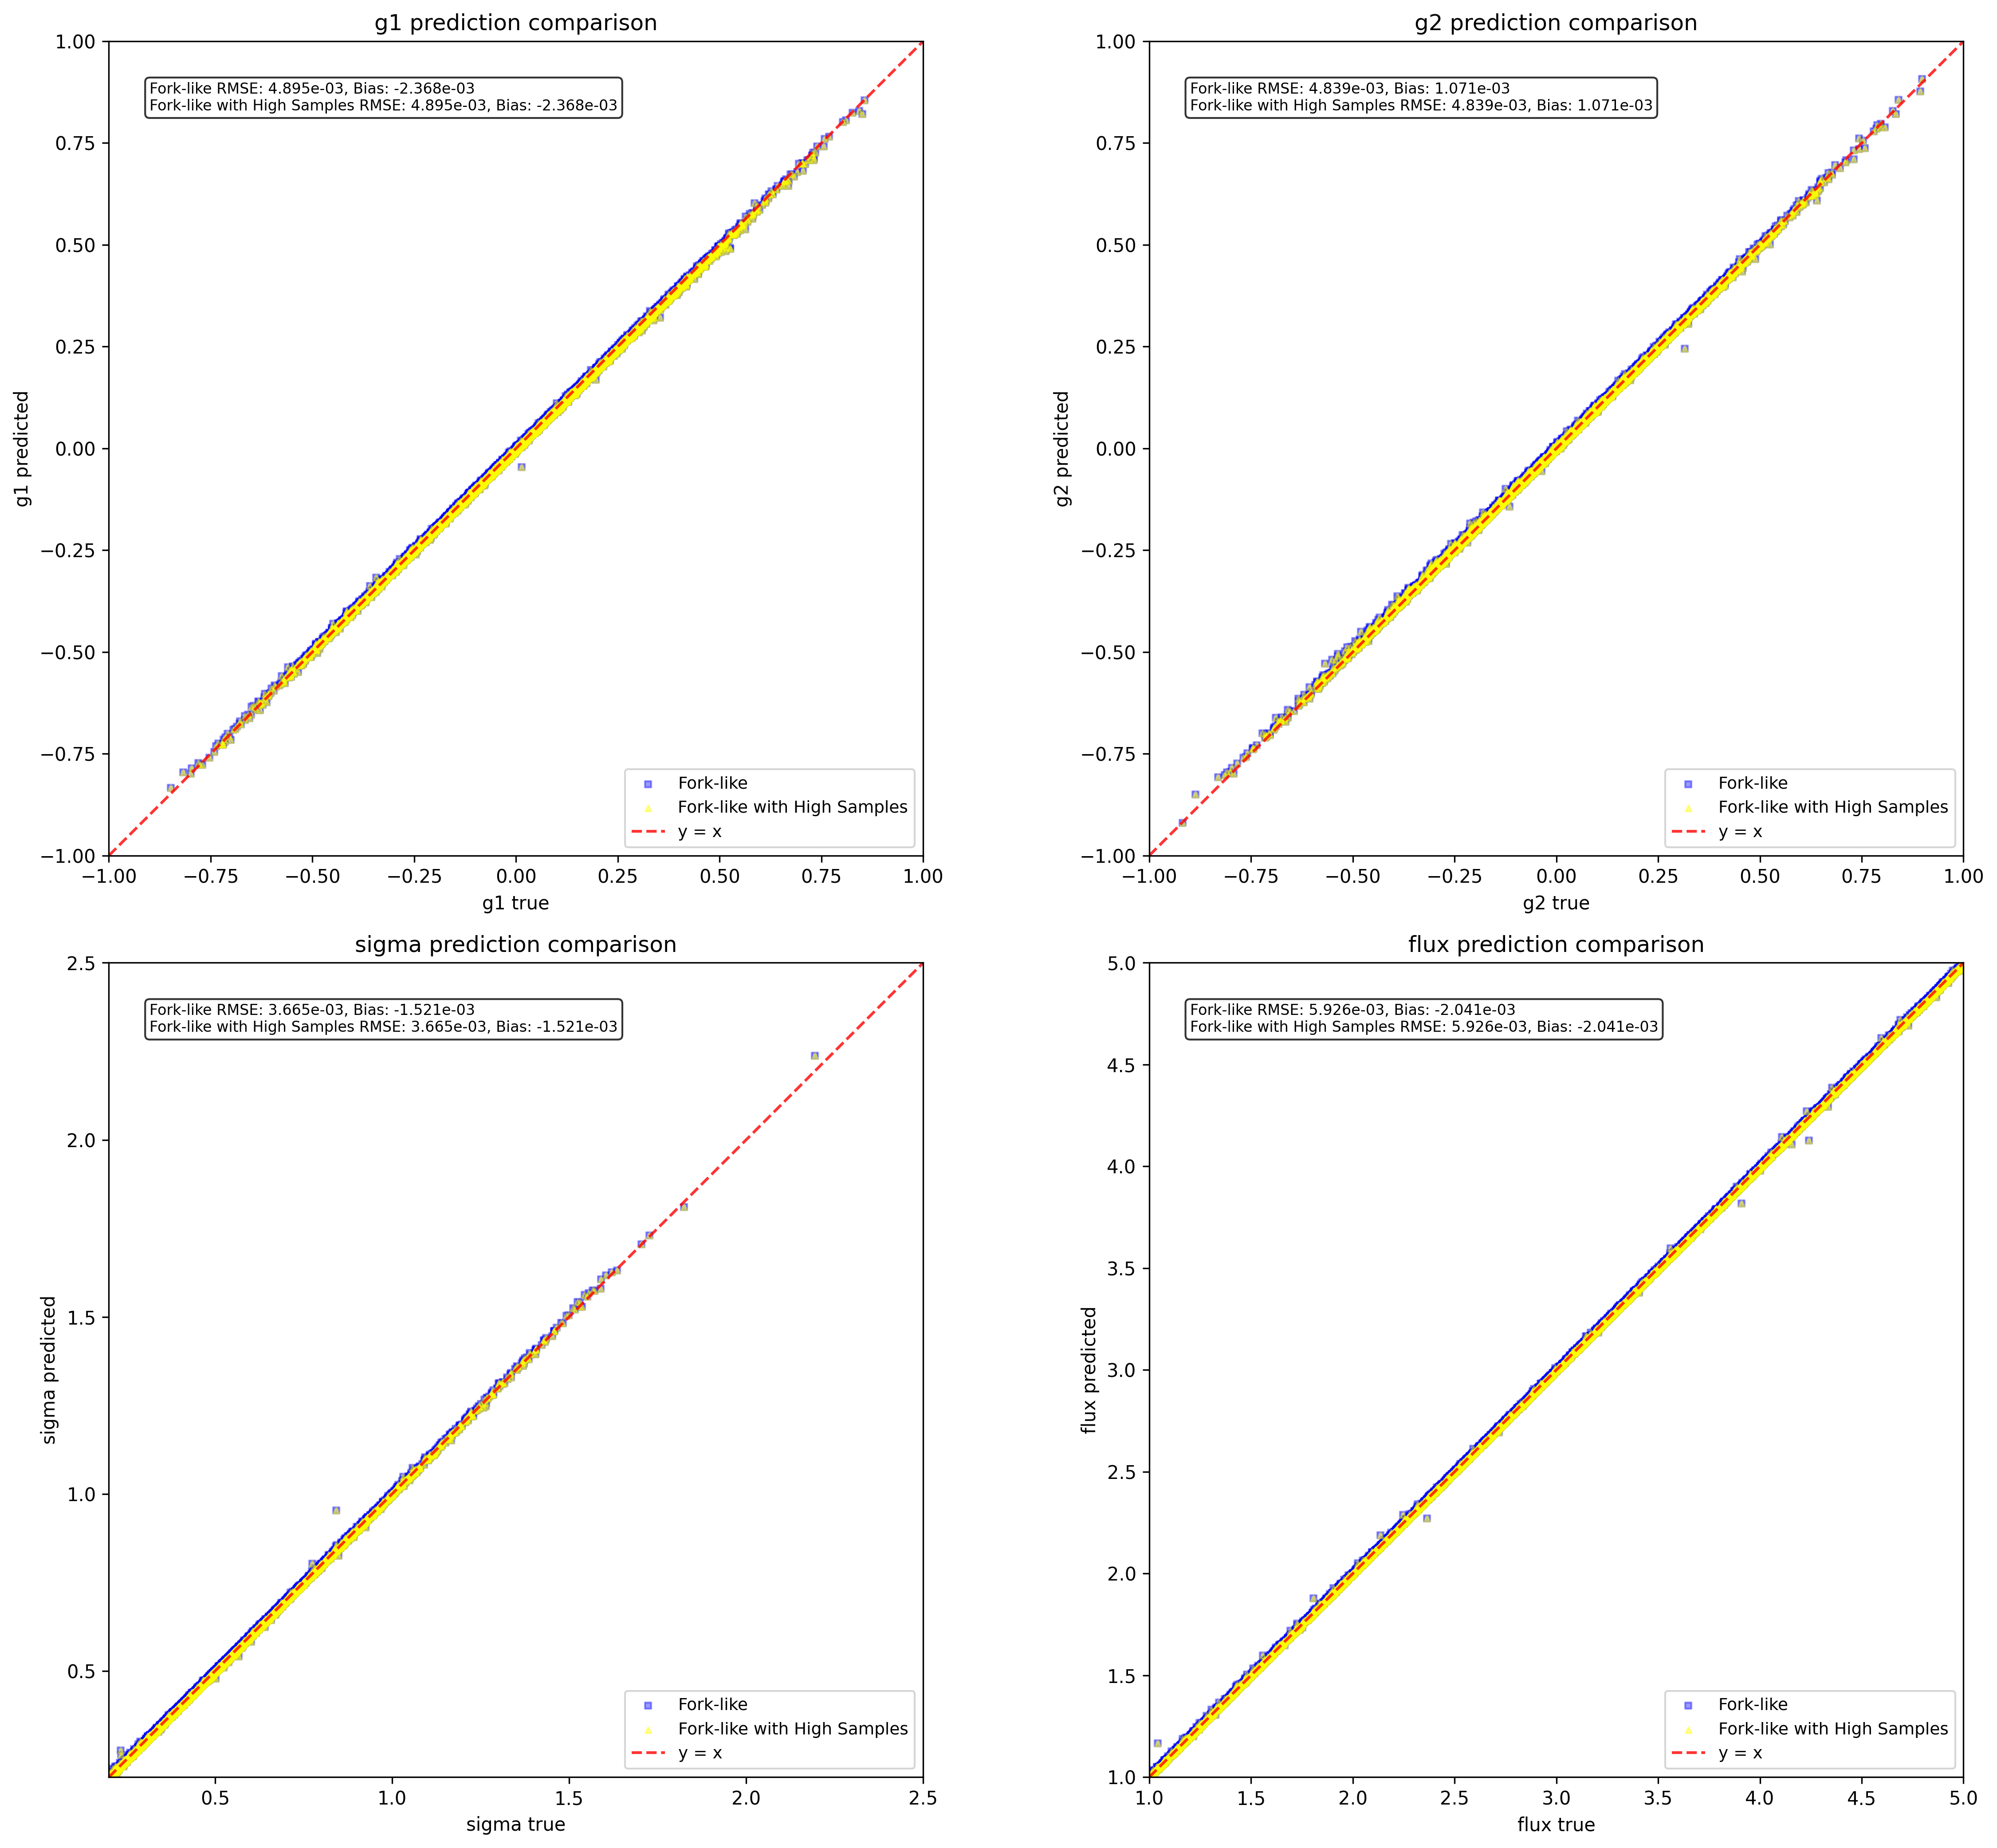 g1 prediction comparison
1.00
0.75
0.50
0.25
0.00
−0.25
−0.50
−0.75
−1.00
g1 predicted
Fork-like RMSE: 4.895e-03, Bias: -2.368e-03
Fork-like with High Samples RMSE: 4.895e-03, Bias: -2.368e-03
Fork-like
Fork-like with High Samples
y = x
−1.00 −0.75 −0.50 −0.25 0.00 0.25 0.50 0.75 1.00
g1 true
g2 prediction comparison
1.00
0.75
0.50
0.25
0.00
−0.25
−0.50
−0.75
−1.00
g2 predicted
Fork-like RMSE: 4.839e-03, Bias: 1.071e-03
Fork-like with High Samples RMSE: 4.839e-03, Bias: 1.071e-03
Fork-like
Fork-like with High Samples
y = x
−1.00 −0.75 −0.50 −0.25 0.00 0.25 0.50 0.75 1.00
g2 true
sigma prediction comparison
2.5
2.0
1.5
1.0
0.5
sigma predicted
Fork-like RMSE: 3.665e-03, Bias: -1.521e-03
Fork-like with High Samples RMSE: 3.665e-03, Bias: -1.521e-03
Fork-like
Fork-like with High Samples
y = x
0.5 1.0 1.5 2.0 2.5
sigma true
flux prediction comparison
5.0
4.5
4.0
3.5
3.0
2.5
2.0
1.5
1.0
flux predicted
Fork-like RMSE: 5.926e-03, Bias: -2.041e-03
Fork-like with High Samples RMSE: 5.926e-03, Bias: -2.041e-03
Fork-like
Fork-like with High Samples
y = x
1.0 1.5 2.0 2.5 3.0 3.5 4.0 4.5 5.0
flux true